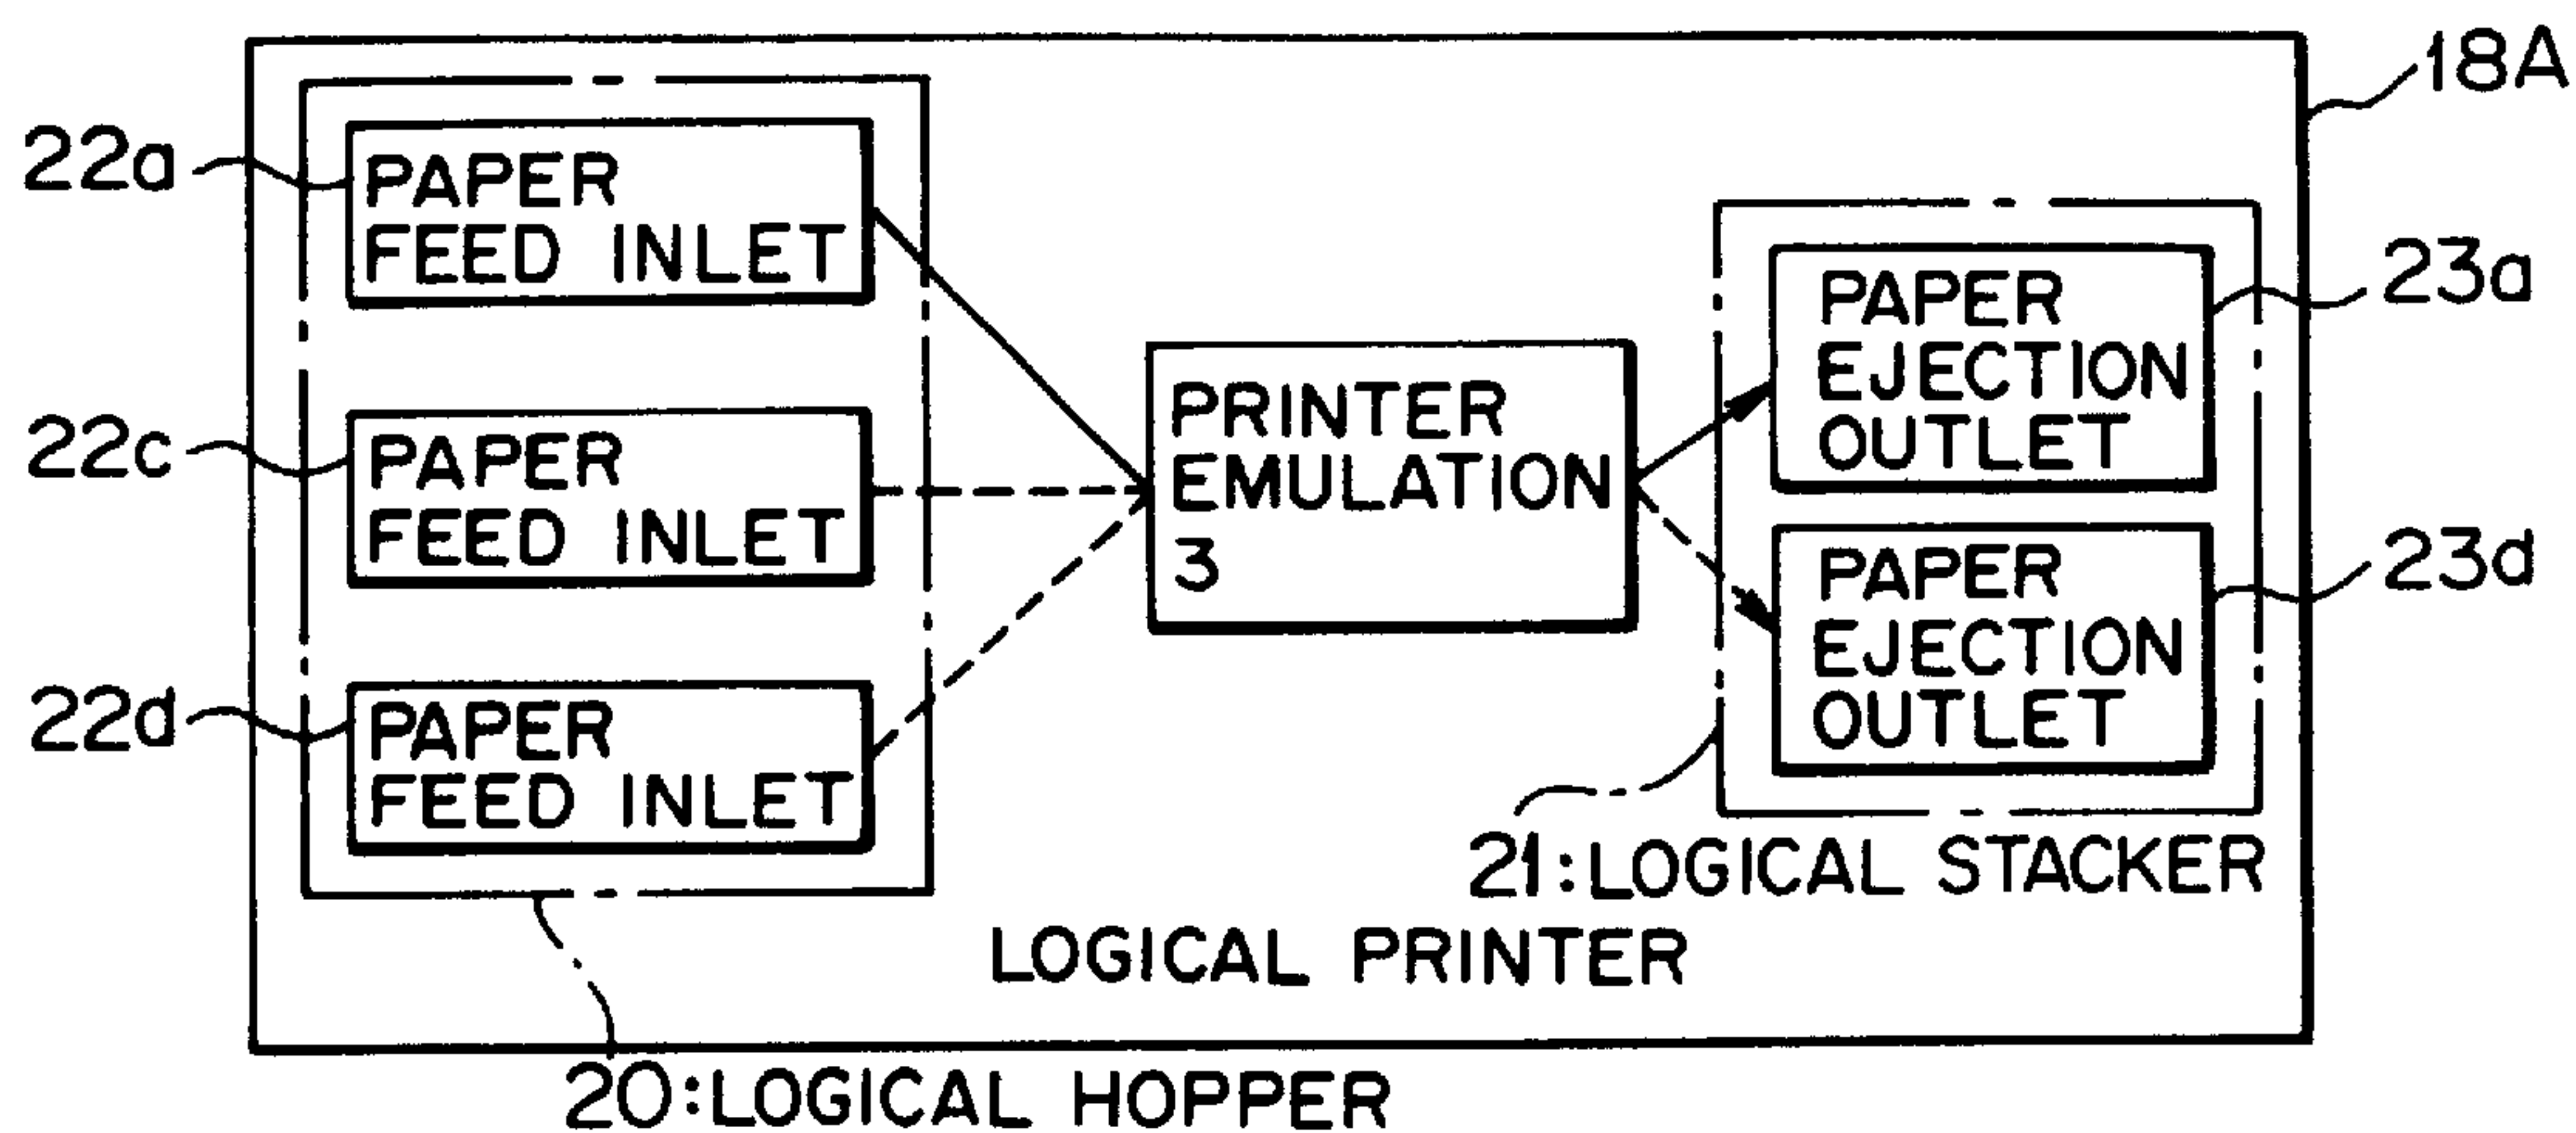 18A
22a
PAPER
FEED INLET
22c
PAPER
FEED INLET
22d
PAPER
FEED INLET
PRINTER
EMULATION
3
23a
PAPER
EJECTION
OUTLET
23d
PAPER
EJECTION
OUTLET
21:LOGICAL STACKER
LOGICAL PRINTER
20:LOGICAL HOPPER